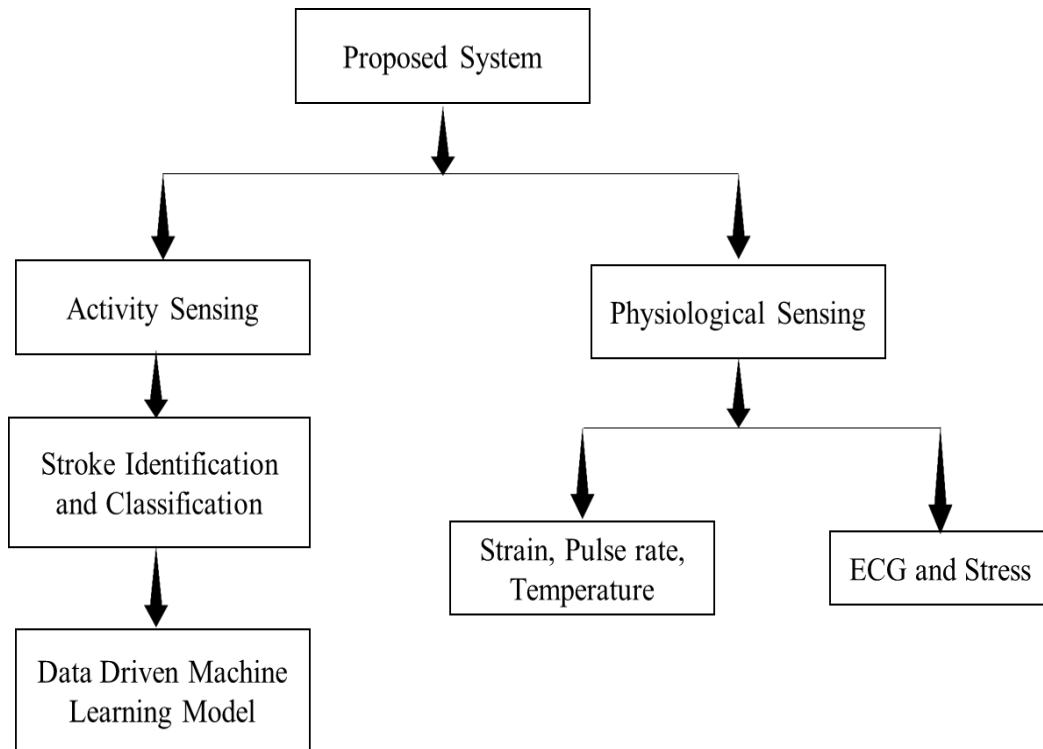 Proposed System
Activity Sensing
Physiological Sensing
Stroke Identification
and Classification
Strain, Pulse rate,
Temperature
ECG and Stress
Data Driven Machine
Learning Model